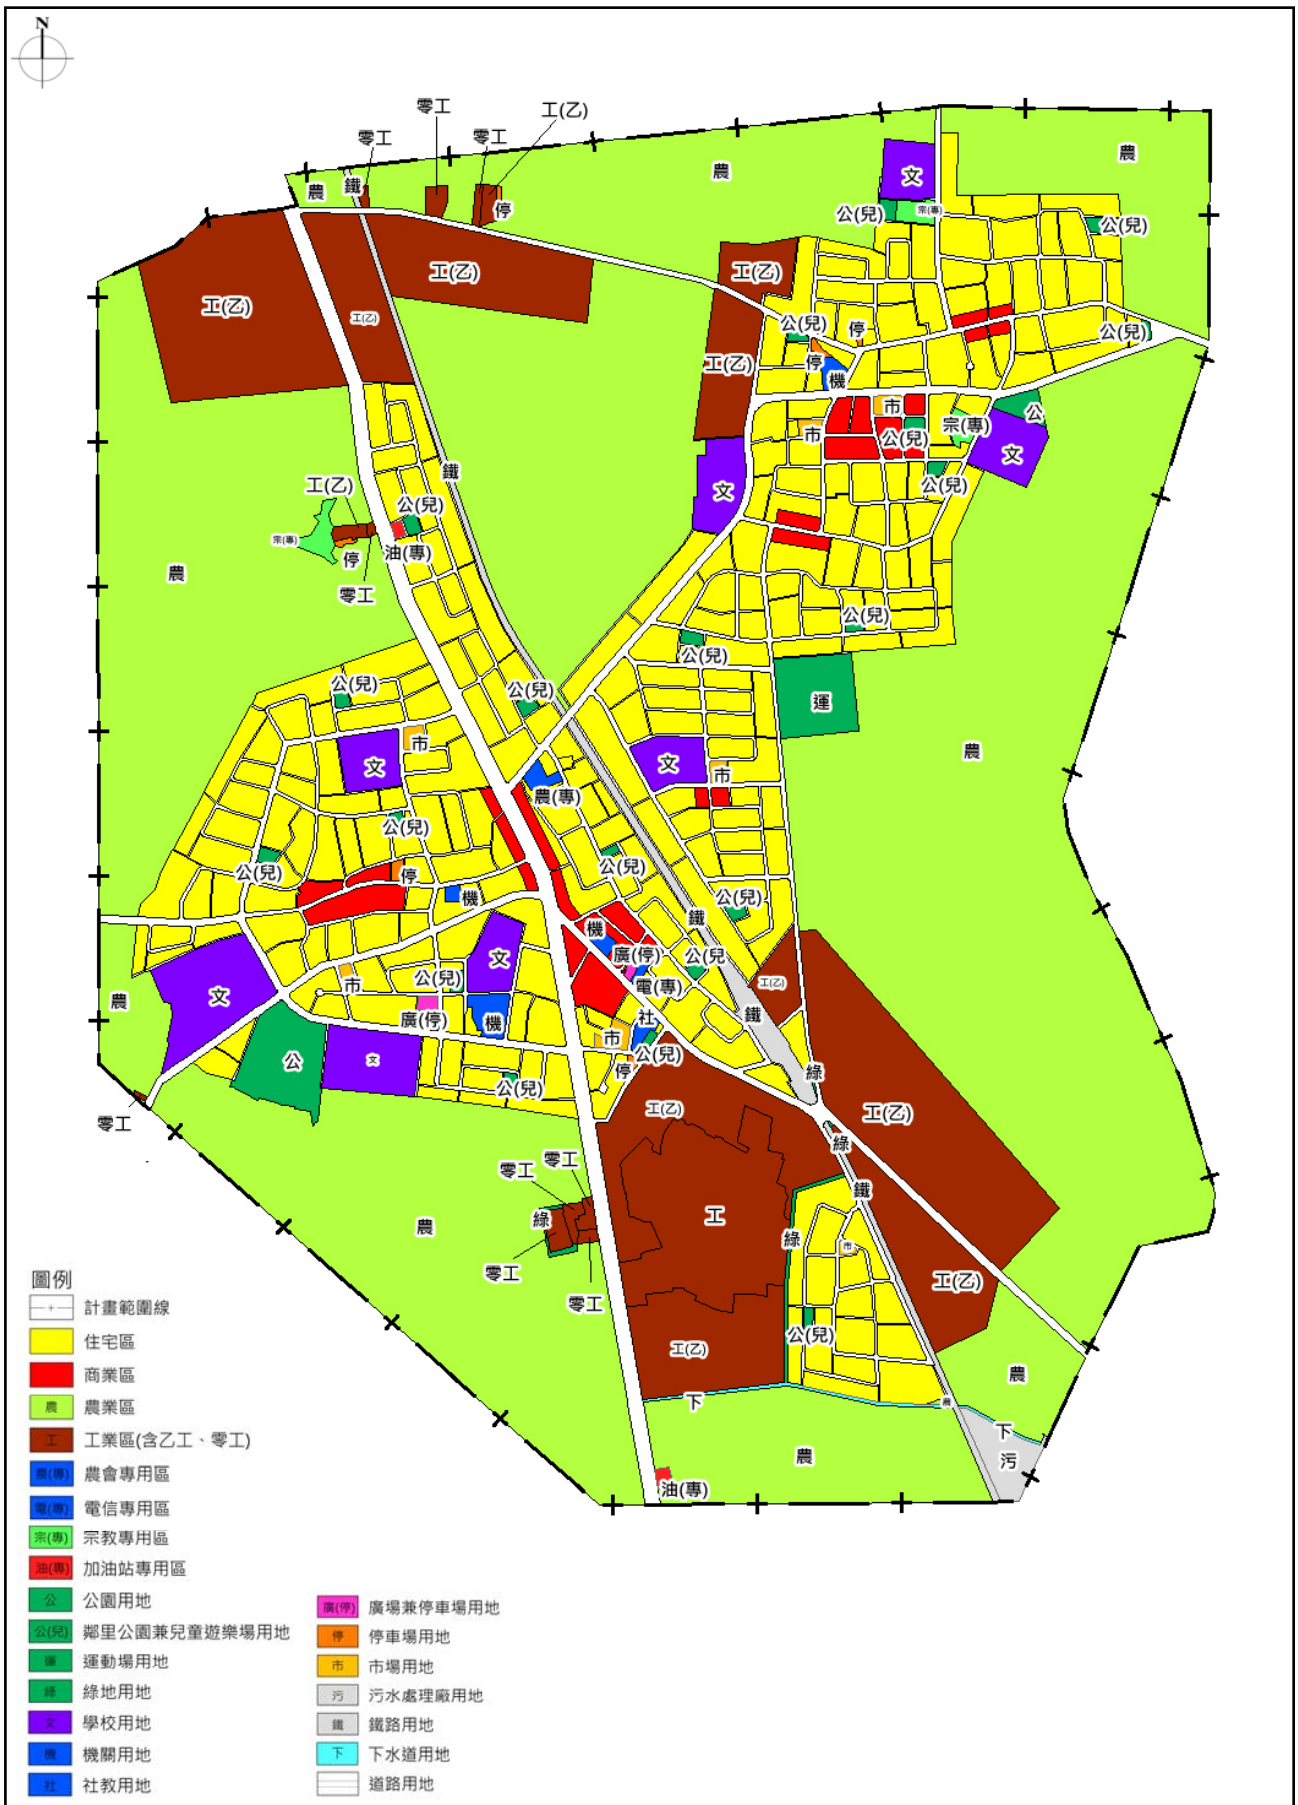 N
零工
工(乙)
零工
零工
農
鐵
農
農
文
停
公(兒)
宗(專)
公(兒)
工(乙)
工(乙)
工(乙)
工(乙)
公(兒)
停
公(兒)
工(乙)
停
機
市
公
宗(專)
市
公(兒)
文
鐵
工(乙)
公(兒)
公(兒)
文
宗(專)
油(專)
停
農
零工
公(兒)
公(兒)
公(兒)
公(兒)
運
市
農
文
文
市
農(專)
公(兒)
公(兒)
公(兒)
停
機
公(兒)
鐵
機
廣(停)
公(兒)
文
公(兒)
工(乙)
市
電(專)
文
農
廣(停)
機
社
鐵
市
公(兒)
公
文
停
綠
公(兒)
工(乙)
工(乙)
零工
綠
零工
零工
鐵
綠
工
農
綠
市
零工
工(乙)
零工
公(兒)
工(乙)
農
下
農
下
農
污
油(專)
圖例
計畫範圍線
住宅區
商業區
農 農業區
工 工業區(含乙工、零工)
農(專) 農會專用區
電(專) 電信專用區
宗(專) 宗教專用區
油(專) 加油站專用區
公 公園用地
公(兒) 鄰里公園兼兒童遊樂場用地
運 運動場用地
綠 綠地用地
文 學校用地
機 機關用地
社 社教用地
廣(停) 廣場兼停車場用地
停 停車場用地
市 市場用地
污 污水處理廠用地
鐵 鐵路用地
下 下水道用地
道路用地